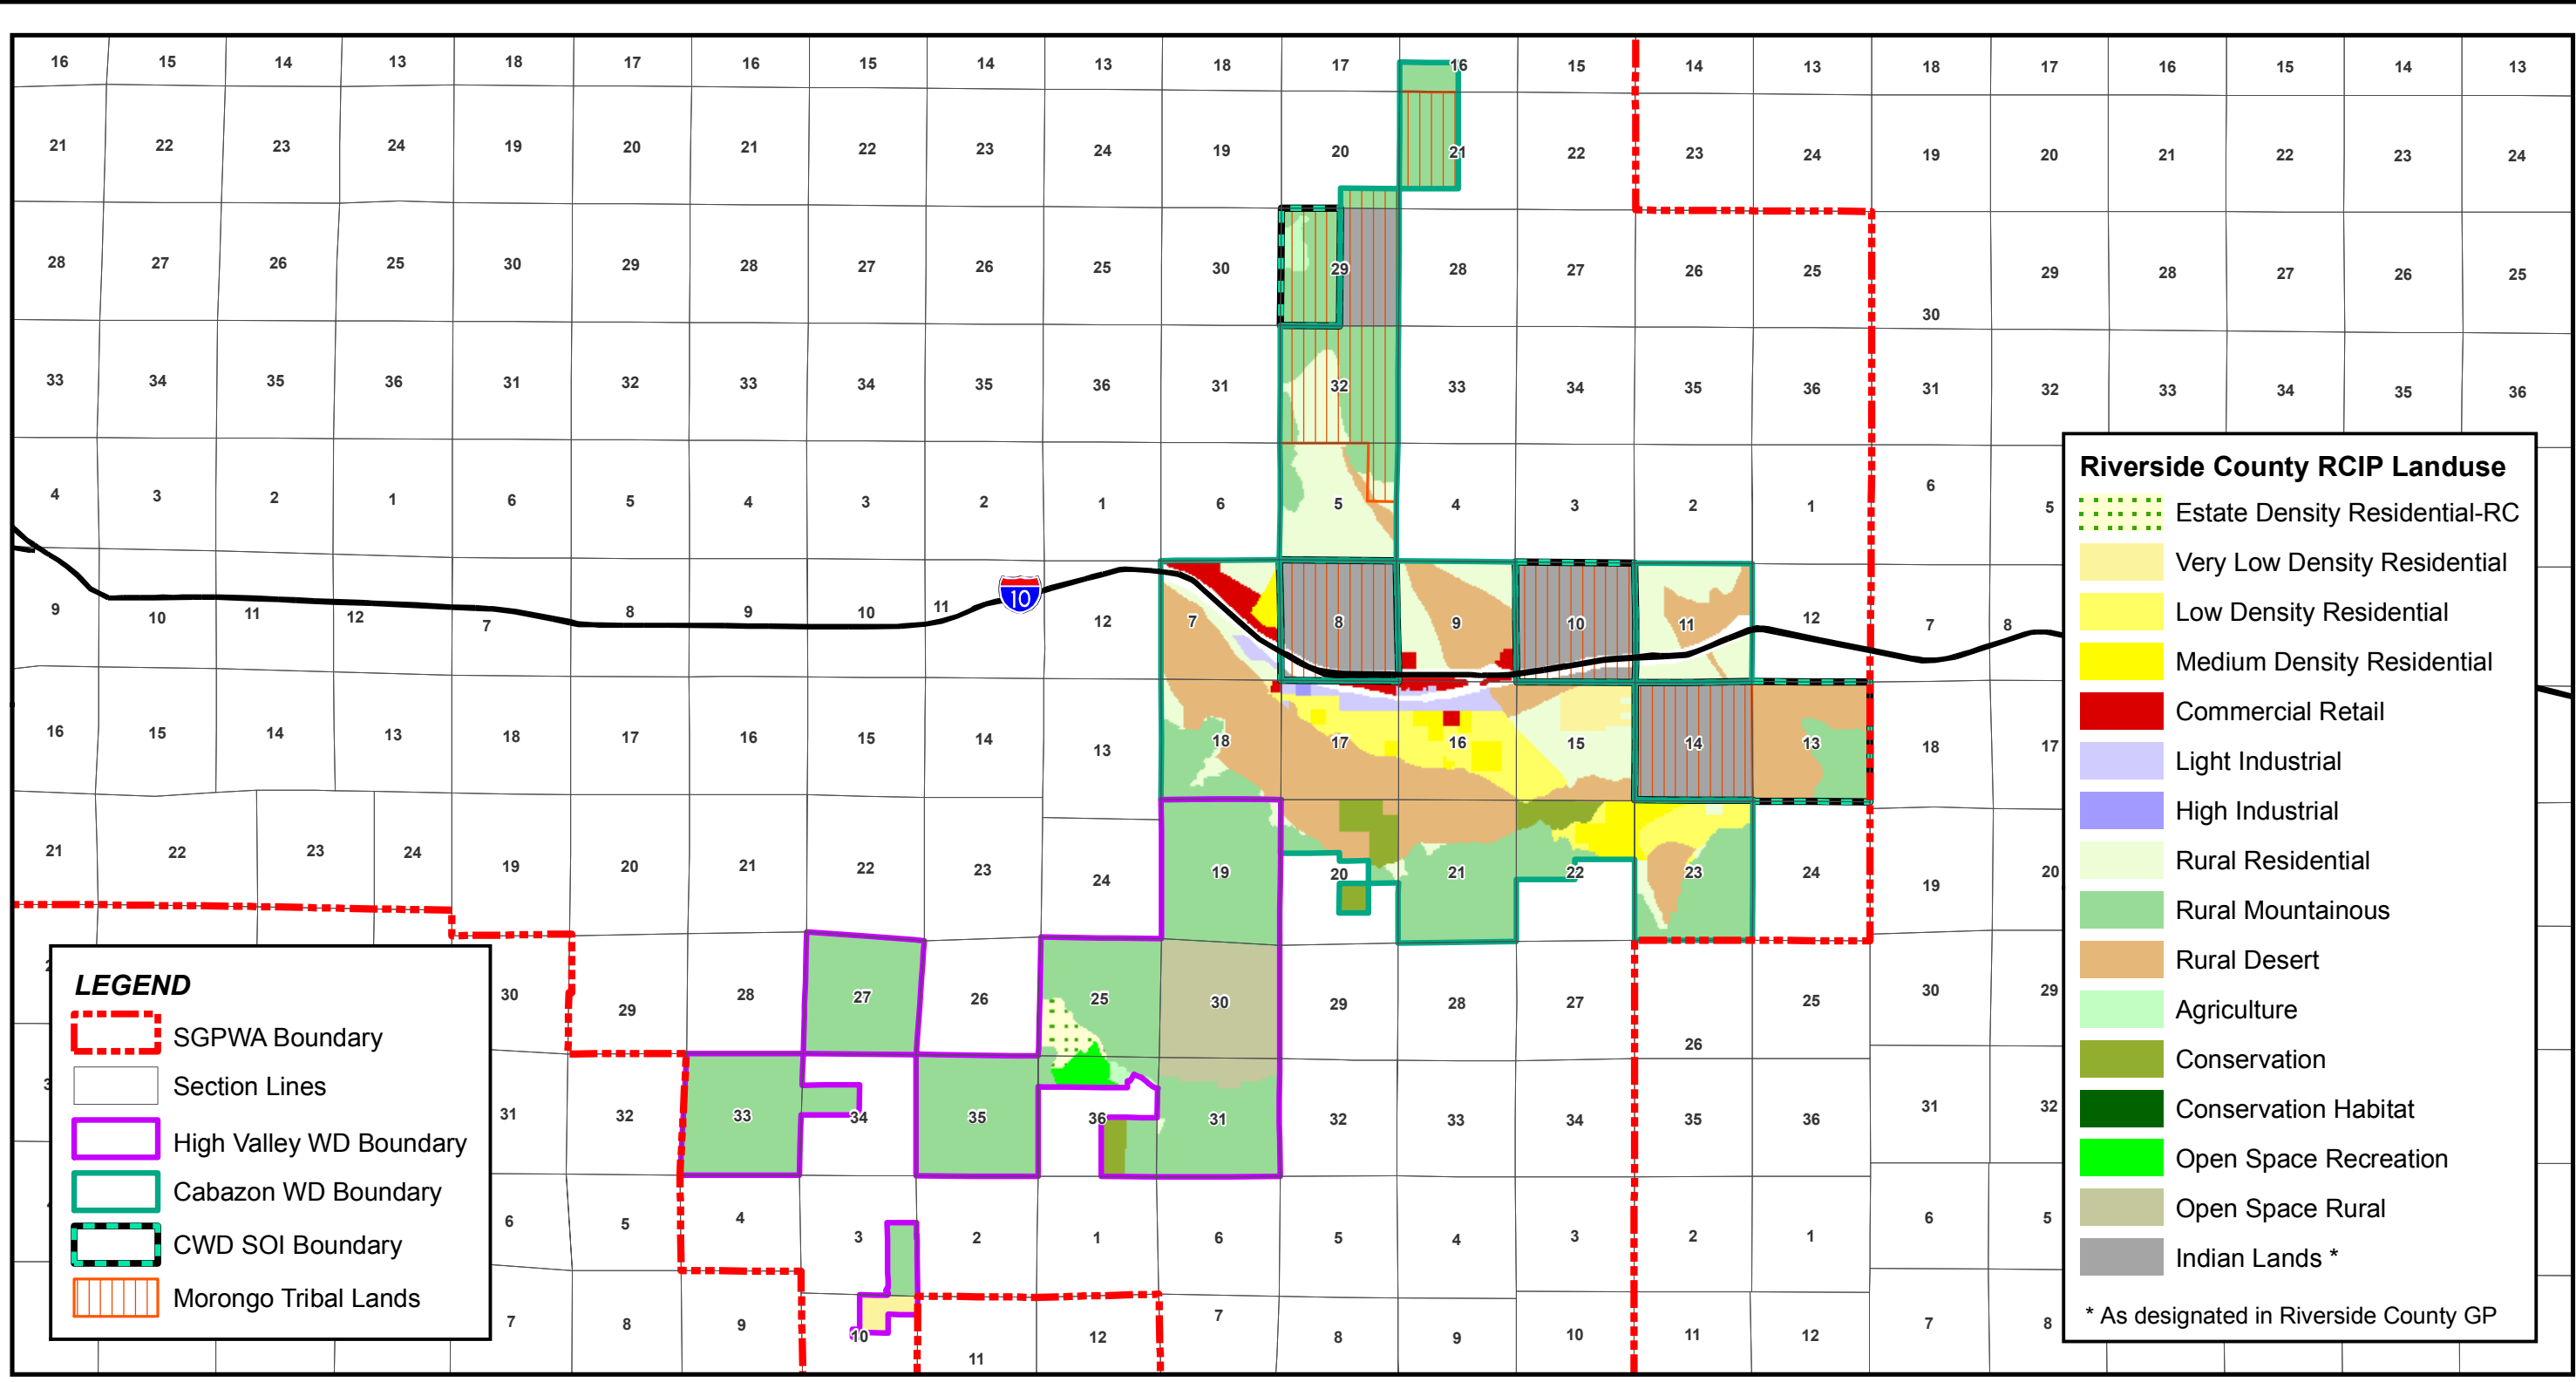 16 15 14 13 18 17 16 15 14 13 18 17 16 15 14 13 18 17 16 15 14 13
21 22 23 24 19 20 21 22 23 24 19 20 21 22 23 24 19 20 21 22 23 24
28 27 26 25 30 29 28 27 26 25 30 29 28 27 26 25 30 29 28 27 26 25
33 34 35 36 31 32 33 34 35 36 31 32 33 34 35 36 31 32 33 34 35 36
4 3 2 1 6 5 4 3 2 1 6 5 4 3 2 1 6 5
9 10 11 12 7 8 9 10 11 10 12 7 8 9 10 11 12 7 8
16 15 14 13 18 17 16 15 14 13 18 17 16 15 14 13 18 17
21 22 23 24 19 20 21 22 23 24 19 20 21 22 23 24 19 20
30 29 28 27 26 25 30 29 28 27 26 25 30 29
31 32 33 34 35 36 31 32 33 34 35 36 31 32
6 5 4 3 2 1 6 5 4 3 2 1 6 5
7 8 9 10 11 12 7 8 9 10 11 12 7 8
LEGEND
SGPWA Boundary
Section Lines
High Valley WD Boundary
Cabazon WD Boundary
CWD SOI Boundary
Morongo Tribal Lands
Riverside County RCIP Landuse
Estate Density Residential-RC
Very Low Density Residential
Low Density Residential
Medium Density Residential
Commercial Retail
Light Industrial
High Industrial
Rural Residential
Rural Mountainous
Rural Desert
Agriculture
Conservation
Conservation Habitat
Open Space Recreation
Open Space Rural
Indian Lands *
* As designated in Riverside County GP